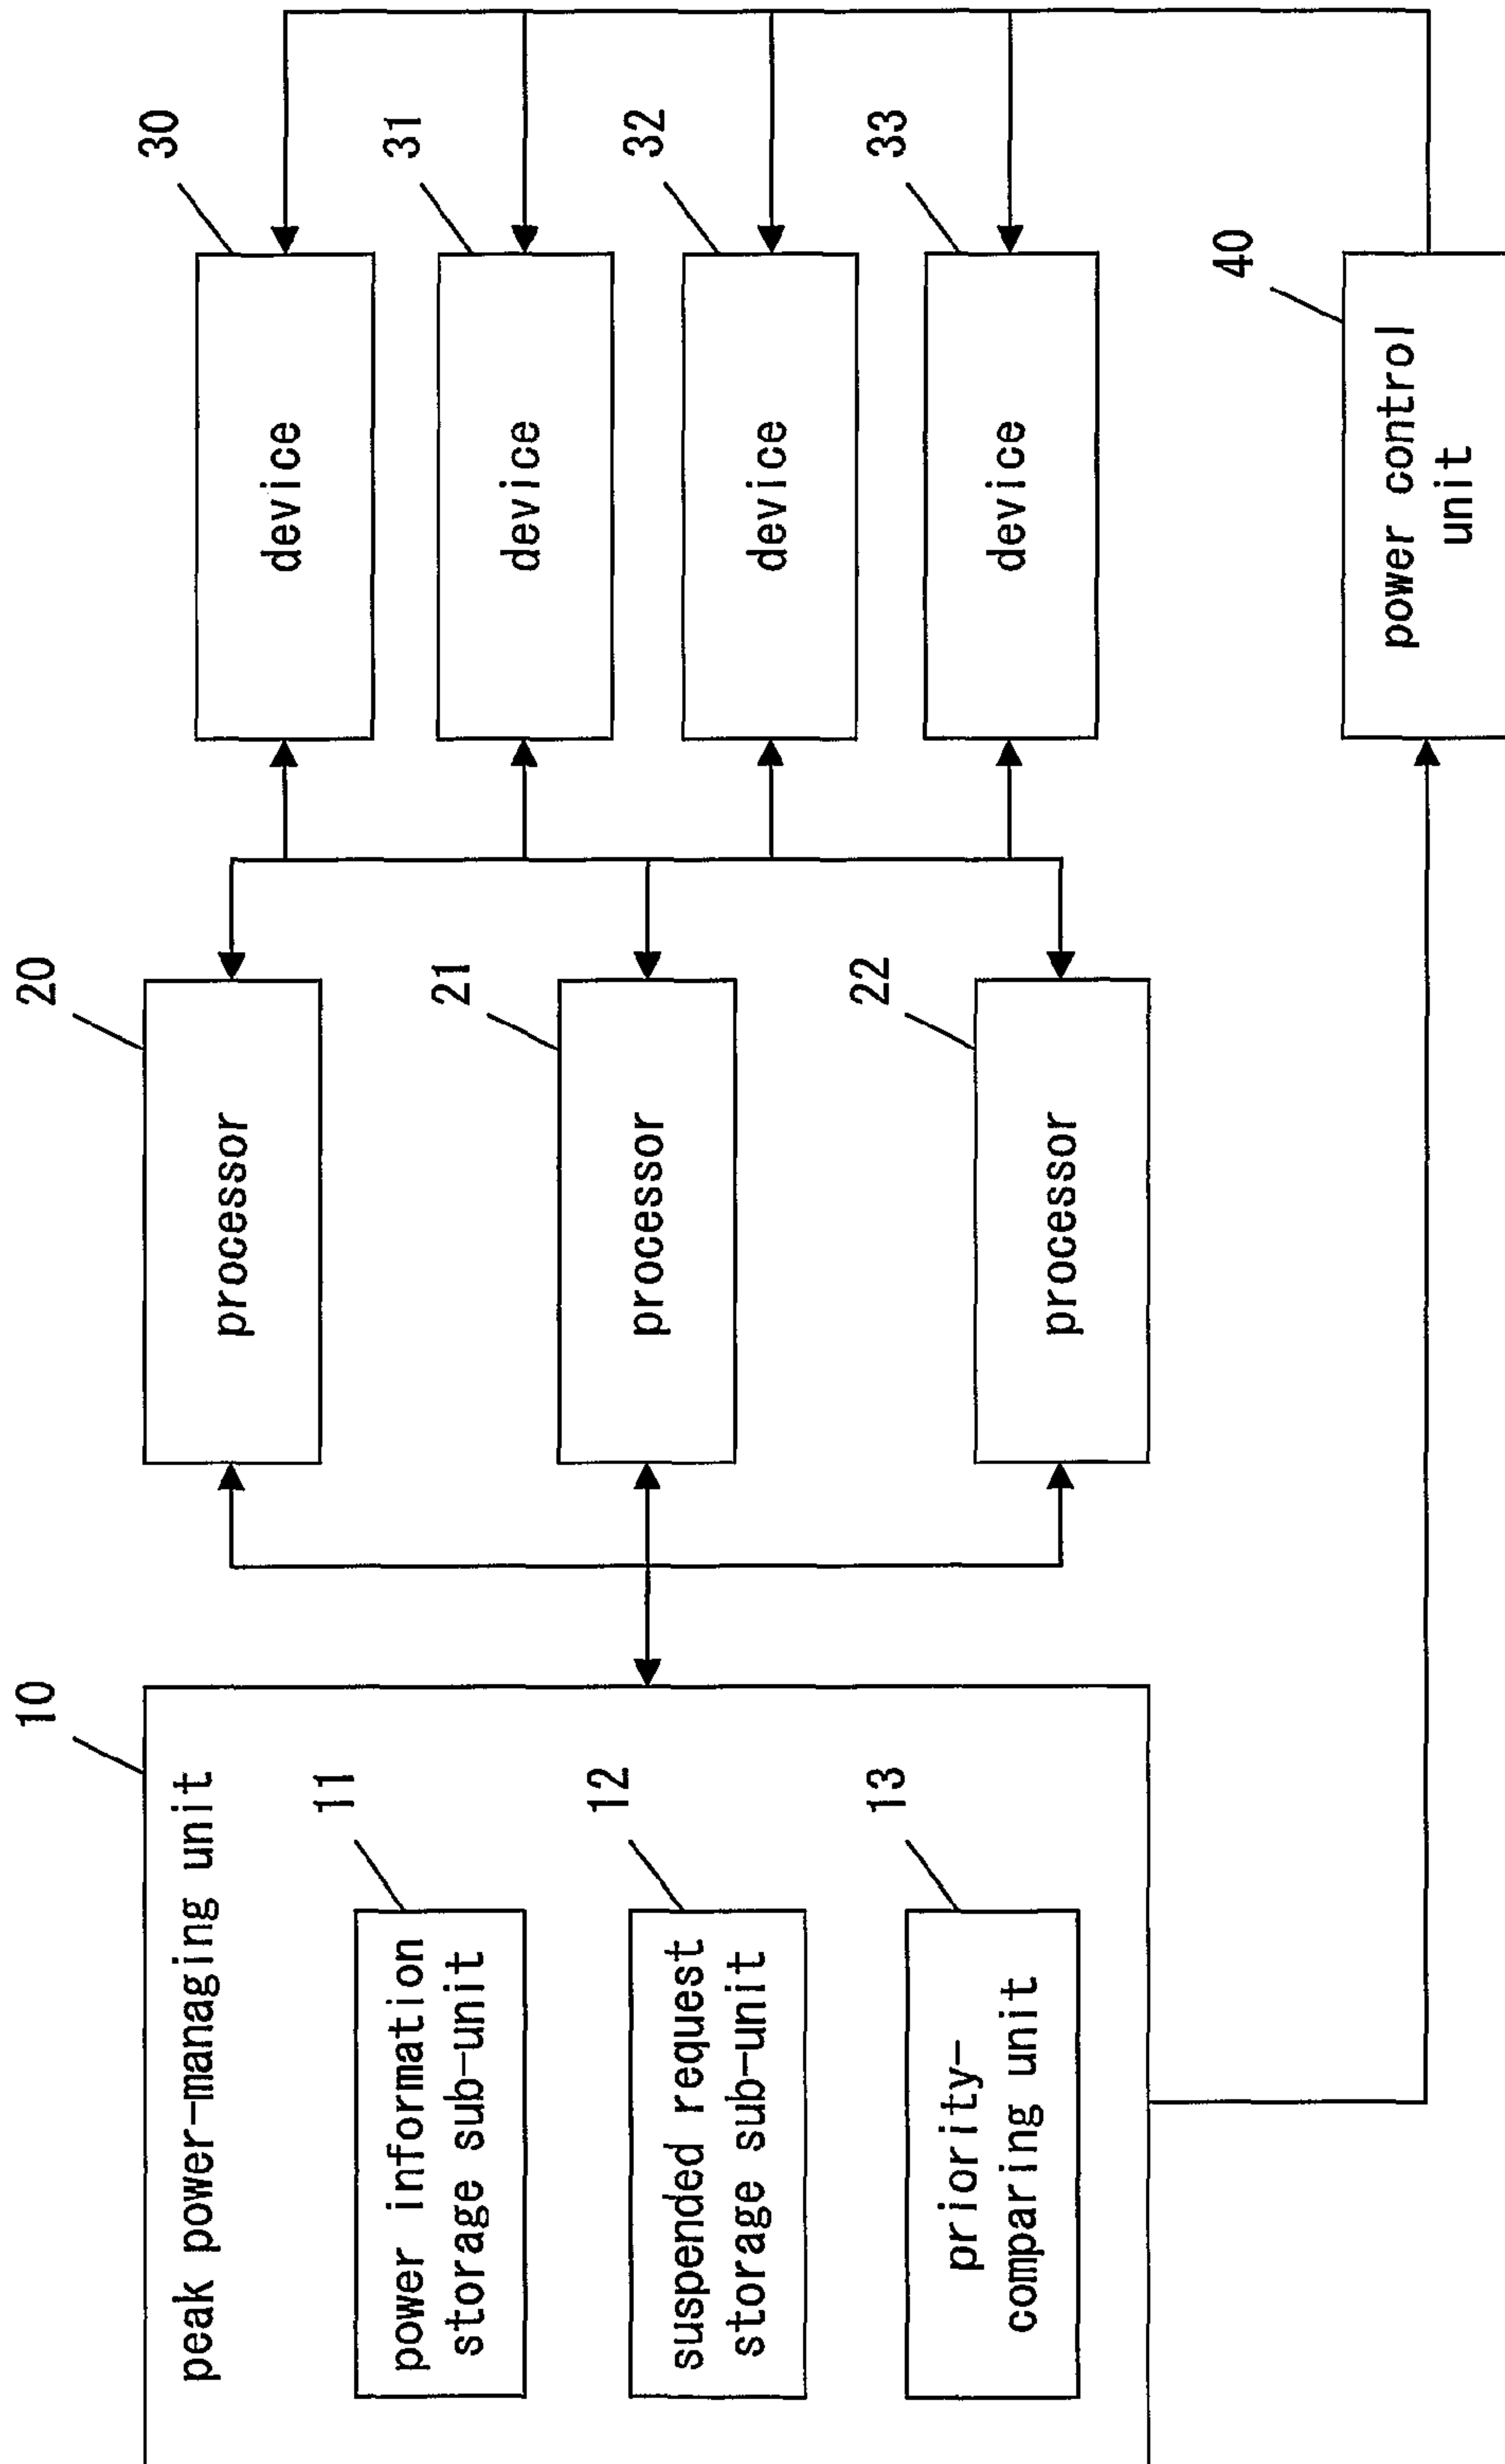 10
peak power-managing unit
11
power information
storage sub-unit
12
suspended request
storage sub-unit
13
priority-
comparing unit
20
processor
21
processor
22
processor
30
device
31
device
32
device
33
device
40
power control
unit